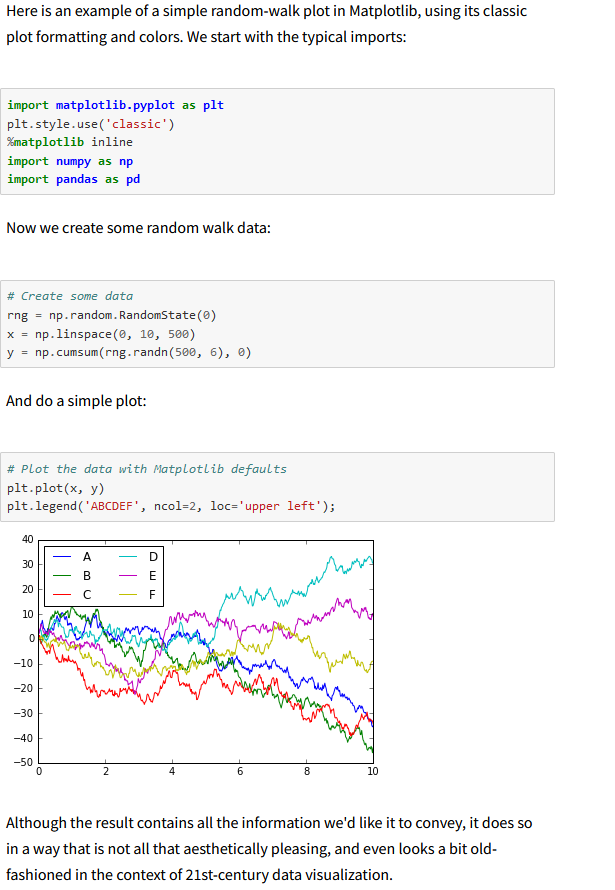 Here is an example of a simple random-walk plot in Matplotlib, using its classic
plot formatting and colors. We start with the typical imports:
import matplotlib.pyplot as plt
plt.style.use('classic')
%matplotlib inline
import numpy as np
import pandas as pd
Now we create some random walk data:
# Create some data
rng = np.random.RandomState(0)
x = np.linspace(0, 10, 500)
y = np.cumsum(rng.randn(500, 6), 0)
And do a simple plot:
# Plot the data with Matplotlib defaults
plt.plot(x, y)
plt.legend('ABCDEF', ncol=2, loc='upper left');
40
30
20
10
0
−10
−20
−30
−40
−50
A D
B E
C F
0 2 4 6 8 10
Although the result contains all the information we'd like it to convey, it does so
in a way that is not all that aesthetically pleasing, and even looks a bit old-
fashioned in the context of 21st-century data visualization.